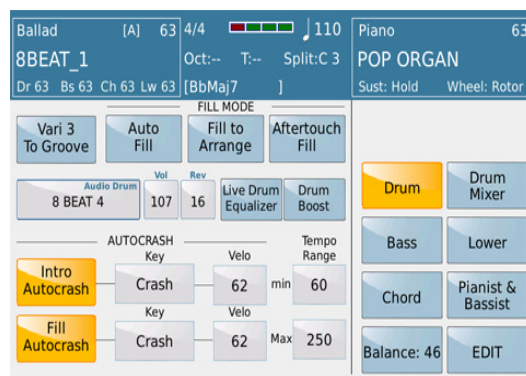 Ballad [A] 63 4/4 110 Piano 63
8BEAT_1 Oct:-- T:-- Split:C 3 POP ORGAN
Dr 63 Bs 63 Ch 63 Lw 63 [BbMaj7 ] Sust: Hold Wheel: Rotor
FILL MODE
Vari 3
To Groove
Auto
Fill
Fill to
Arrange
Aftertouch
Fill
Audio Drum
8 BEAT 4
Vol
107
Rev
16
Live Drum
Equalizer
Drum
Boost
AUTOCRASH
Key Velo
Tempo
Range
Intro
Autocrash
Crash 62 min 60
Key Velo
Fill
Autocrash
Crash 62 Max 250
Drum
Drum
Mixer
Bass
Lower
Chord
Pianist &
Bassist
Balance: 46
EDIT